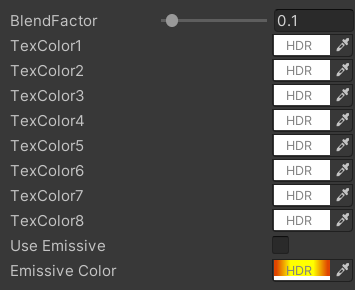 BlendFactor 0.1
TexColor1 HDR
TexColor2 HDR
TexColor3 HDR
TexColor4 HDR
TexColor5 HDR
TexColor6 HDR
TexColor7 HDR
TexColor8 HDR
Use Emissive
Emissive Color HDR